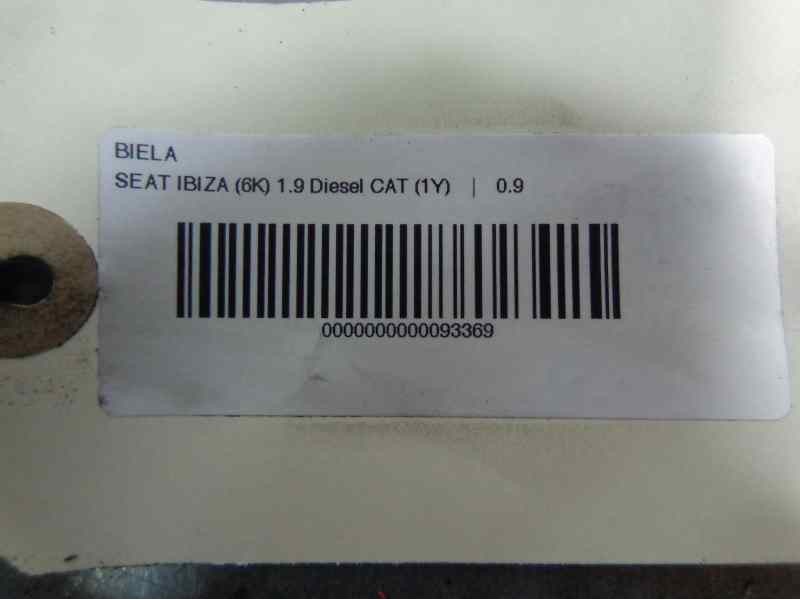 BIELA
SEAT IBIZA (6K) 1.9 Diesel CAT (1Y) | 0.9
0000000000093369